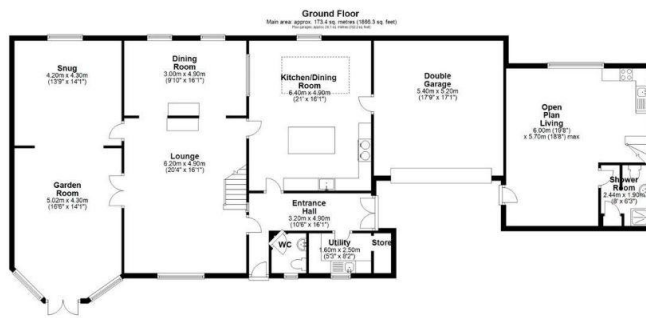 Ground Floor
Main area: approx. 173.4 sq. metres (1866.3 sq. feet)
Snug
4.20m x 4.30m
(13'9" x 14'1")
Dining
Room
3.00m x 4.90m
(9'10" x 16'1")
Kitchen/Dining
Room
6.40m x 4.90m
(21' x 16'1")
Double
Garage
5.40m x 5.20m
(17'9" x 17'1")
Open
Plan
Living
6.00m (19'8")
x 5.70m (18'8") max
Lounge
6.20m x 4.90m
(20'4" x 16'1")
Garden
Room
5.02m x 4.30m
(16'6" x 14'1")
Shower
Room
2.44m x 1.90m
(8' x 6'3")
Entrance
Hall
3.20m x 4.90m
(10'6" x 16'1")
WC
Utility
1.60m x 2.50m
(5'3" x 8'2")
Store